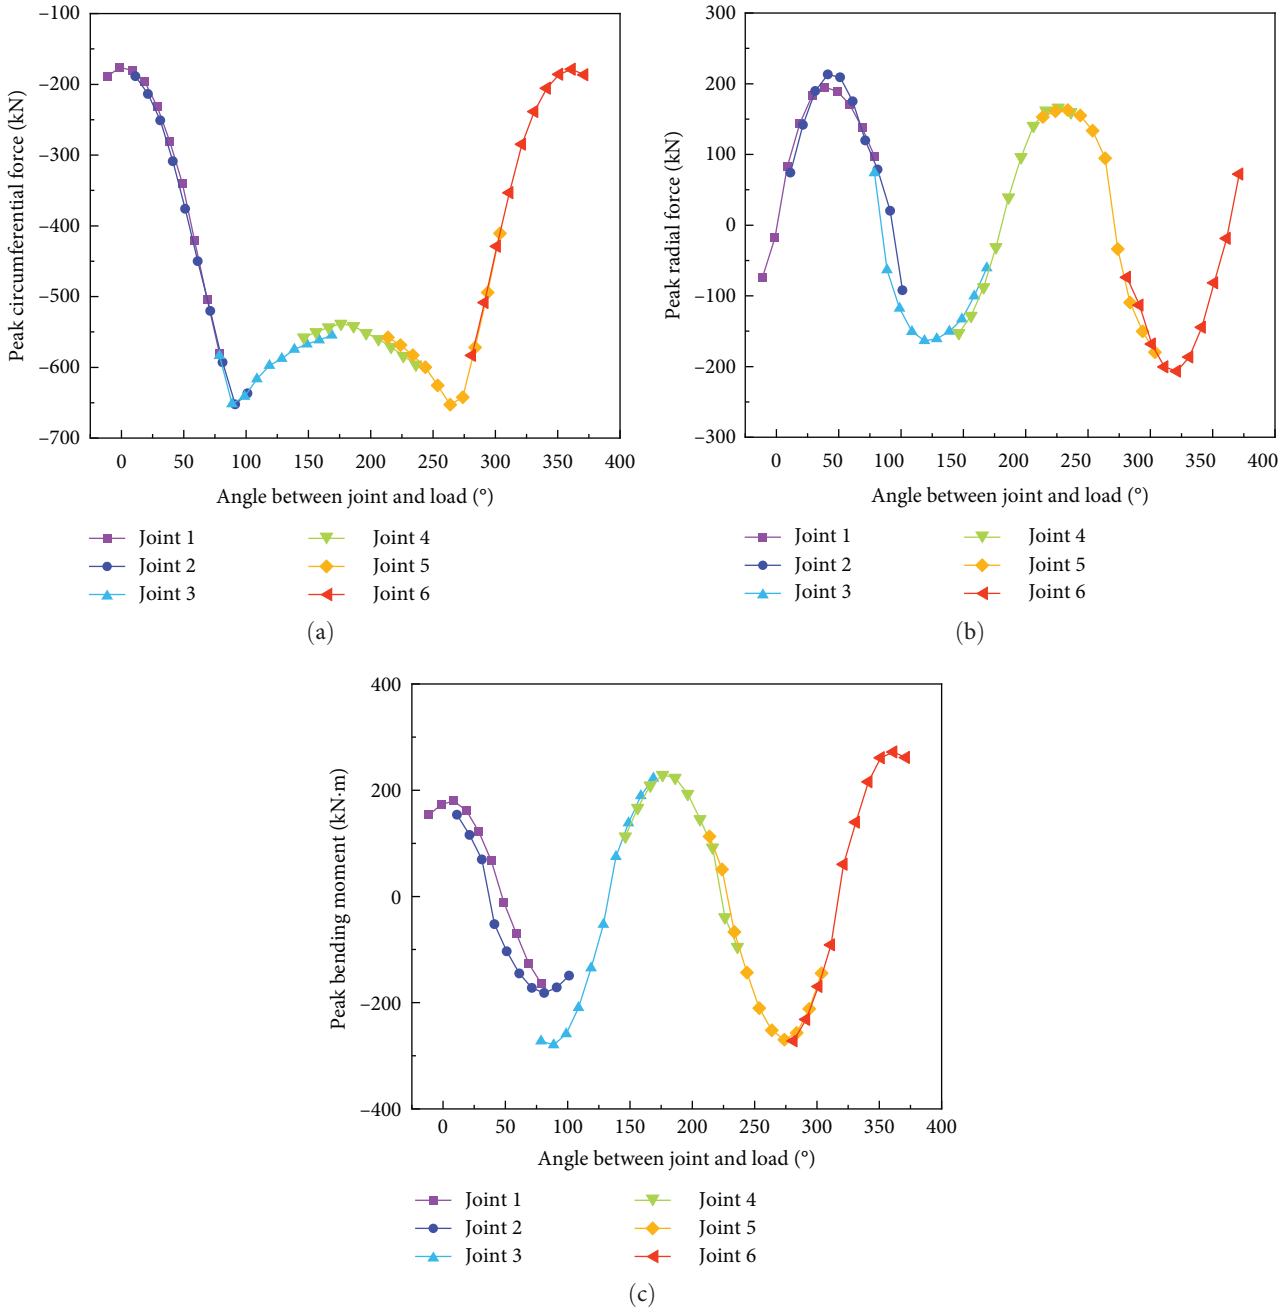 −100
−200
−300
−400
−500
−600
−700
Peak circumferential force (kN)
0 50 100 150 200 250 300 350 400
Angle between joint and load (°)
Joint 1
Joint 2
Joint 3
Joint 4
Joint 5
Joint 6
(a)
300
200
100
0
−100
−200
−300
Peak radial force (kN)
0 50 100 150 200 250 300 350 400
Angle between joint and load (°)
Joint 1
Joint 2
Joint 3
Joint 4
Joint 5
Joint 6
(b)
400
200
0
−200
−400
Peak bending moment (kN·m)
0 50 100 150 200 250 300 350 400
Angle between joint and load (°)
Joint 1
Joint 2
Joint 3
Joint 4
Joint 5
Joint 6
(c)